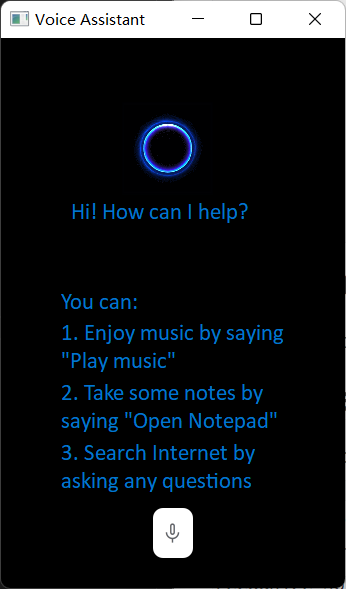 Voice Assistant
Hi! How can I help?
You can:
1. Enjoy music by saying
"Play music"
2. Take some notes by
saying "Open Notepad"
3. Search Internet by
asking any questions